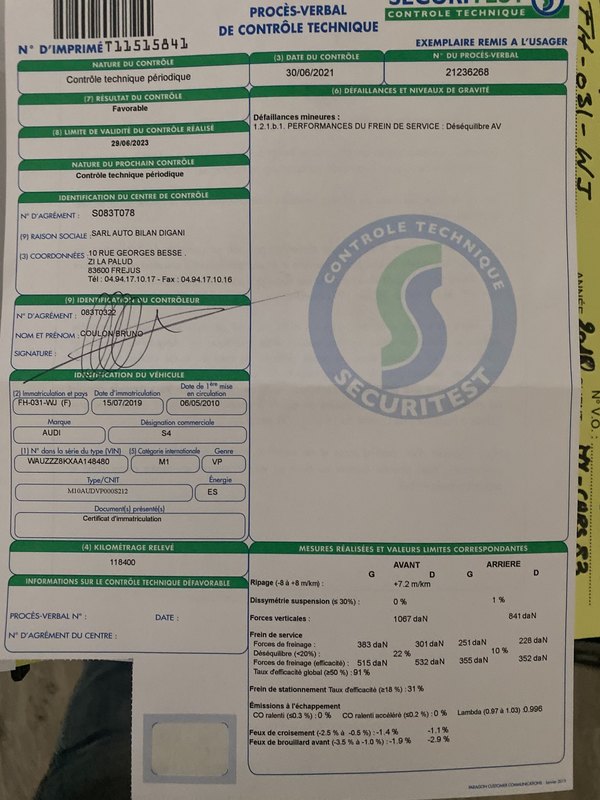 SECURITEST
CONTROLE TECHNIQUE
PROCÈS-VERBAL
DE CONTRÔLE TECHNIQUE
N° D'IMPRIMÉ T11515841
EXEMPLAIRE REMIS A L'USAGER
NATURE DU CONTRÔLE
Contrôle technique périodique
(3) DATE DU CONTRÔLE
30/06/2021
N° DU PROCÈS-VERBAL
21236268
(7) RÉSULTAT DU CONTRÔLE
Favorable
(8) LIMITE DE VALIDITÉ DU CONTRÔLE RÉALISÉ
29/06/2023
NATURE DU PROCHAIN CONTRÔLE
Contrôle technique périodique
IDENTIFICATION DU CENTRE DE CONTRÔLE
N° D'AGRÉMENT : S083T078
(9) RAISON SOCIALE : SARL AUTO BILAN DIGANI
(3) COORDONNÉES : 10 RUE GEORGES BESSE .
ZI LA PALUD
83600 FREJUS
Tél : 04.94.17.10.17 - Fax : 04.94.17.10.16
(9) IDENTIFICATION DU CONTRÔLEUR
N° D'AGRÉMENT : 083T0322
NOM ET PRÉNOM : COULON BRUNO
SIGNATURE :
IDENTIFICATION DU VÉHICULE
(2) Immatriculation et pays
FH-031-WJ (F)
Date d'immatriculation
15/07/2019
Date de 1ère mise
en circulation
06/05/2010
Marque
AUDI
Désignation commerciale
S4
(1) N° dans la série du type (VIN)
WAUZZZ8KXAA148480
(5) Catégorie internationale
M1
Genre
VP
Type/CNIT
M10AUDVP000S212
Énergie
ES
Document(s) présenté(s)
Certificat d'immatriculation
(4) KILOMÉTRAGE RELEVÉ
118400
INFORMATIONS SUR LE CONTRÔLE TECHNIQUE DÉFAVORABLE
PROCÈS-VERBAL N° : DATE :
N° D'AGRÉMENT DU CENTRE :
(6) DÉFAILLANCES ET NIVEAUX DE GRAVITÉ
Défaillances mineures :
1.2.1.b.1. PERFORMANCES DU FREIN DE SERVICE : Déséquilibre AV
CONTROLE TECHNIQUE
SECURITEST
MESURES RÉALISÉES ET VALEURS LIMITES CORRESPONDANTES
AVANT ARRIERE
G D G D
Ripage (-8 à +8 m/km) : +7.2 m/km
Dissymétrie suspension (≤ 30%) : 0 % 1 %
Forces verticales : 1067 daN 841 daN
Frein de service
Forces de freinage : 383 daN 301 daN 251 daN 228 daN
Déséquilibre (<20%) : 22 % 10 %
Forces de freinage (efficacité) : 515 daN 532 daN 355 daN 352 daN
Taux d'efficacité global (≥50 %) : 91 %
Frein de stationnement Taux d'efficacité (≥18 %) : 31 %
Émissions à l'échappement
CO ralenti (≤0.3 %) : 0 % CO ralenti accéléré (≤0.2 %) : 0 % Lambda (0.97 à 1.03) :0.996
Feux de croisement (-2.5 % à -0.5 %) : -1.4 % -1.1 %
Feux de brouillard avant (-3.5 % à -1.0 %) : -1.9 % -2.9 %
PARAGON CUSTOMER COMMUNICATIONS - Janvier 2019
FH-031-WJ
ANNÉE 2010
N° V.O. :